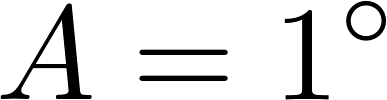 A = 1°